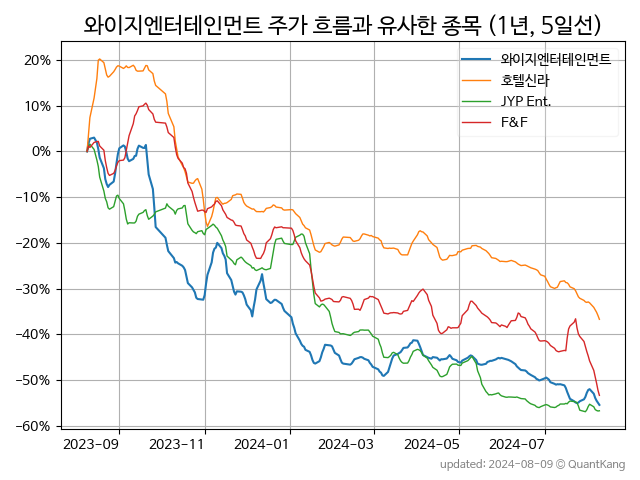 와이지엔터테인먼트 주가 흐름과 유사한 종목 (1년, 5일선)
와이지엔터테인먼트
호텔신라
JYP Ent.
F&F
20%
10%
0%
−10%
−20%
−30%
−40%
−50%
−60%
2023-09 2023-11 2024-01 2024-03 2024-05 2024-07
updated: 2024-08-09 © QuantKang